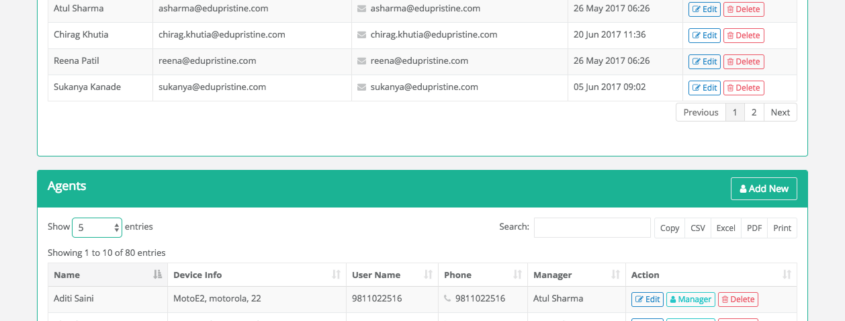 Atul Sharma asharma@edupristine.com asharma@edupristine.com 26 May 2017 06:26 Edit Delete
Chirag Khutia chirag.khutia@edupristine.com chirag.khutia@edupristine.com 20 Jun 2017 11:36 Edit Delete
Reena Patil reena@edupristine.com reena@edupristine.com 26 May 2017 06:26 Edit Delete
Sukanya Kanade sukanya@edupristine.com sukanya@edupristine.com 05 Jun 2017 09:02 Edit Delete
Previous 1 2 Next
Agents Add New
Show 5 entries Search: Copy CSV Excel PDF Print
Showing 1 to 10 of 80 entries
Name Device Info User Name Phone Manager Action
Aditi Saini MotoE2, motorola, 22 9811022516 9811022516 Atul Sharma Edit Manager Delete